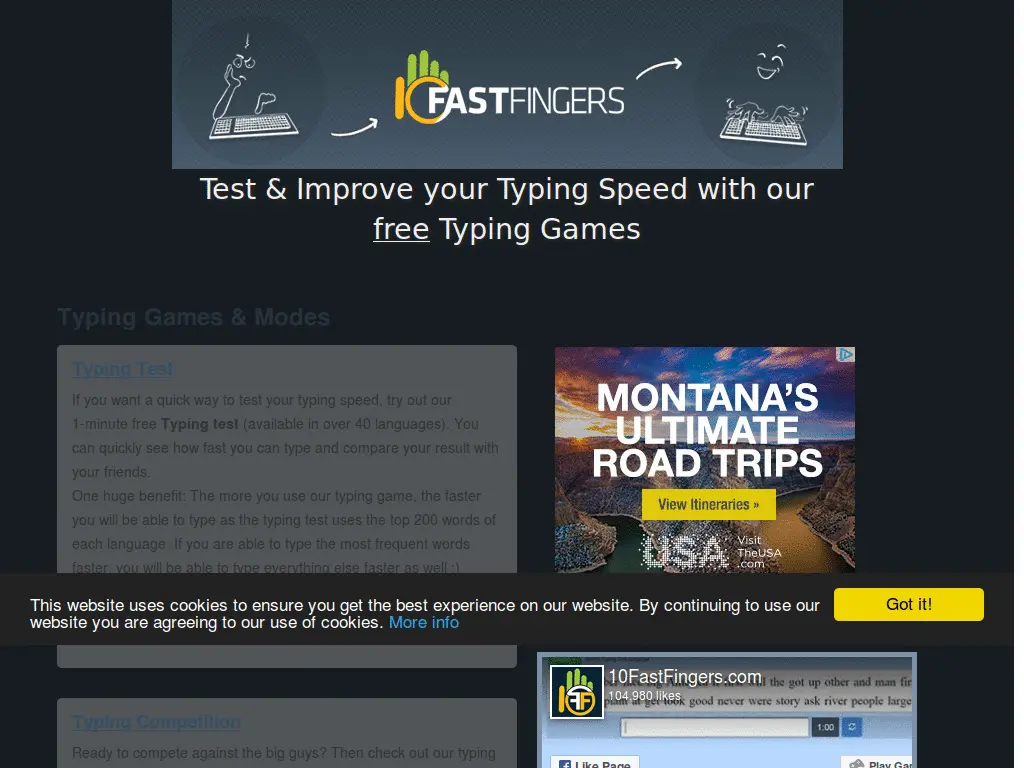 10FASTFINGERS
Test & Improve your Typing Speed with our
free Typing Games
Typing Games & Modes
Typing Test
If you want a quick way to test your typing speed, try out our
1-minute free Typing test (available in over 40 languages). You
can quickly see how fast you can type and compare your result with
your friends.
One huge benefit: The more you use our typing game, the faster
you will be able to type as the typing test uses the top 200 words of
each language. If you are able to type the most frequent words
faster, you will be able to type everything else faster as well :)
MONTANA'S
ULTIMATE
ROAD TRIPS
View Itineraries »
USA
Visit
TheUSA
.com
This website uses cookies to ensure you get the best experience on our website. By continuing to use our
website you are agreeing to our use of cookies. More info
Got it!
10FastFingers.com
104,980 likes
the got up other and man fir
at get took good never were story ask river people large
1:00
Like Page
Play Gar
Typing Competition
Ready to compete against the big guys? Then check out our typing